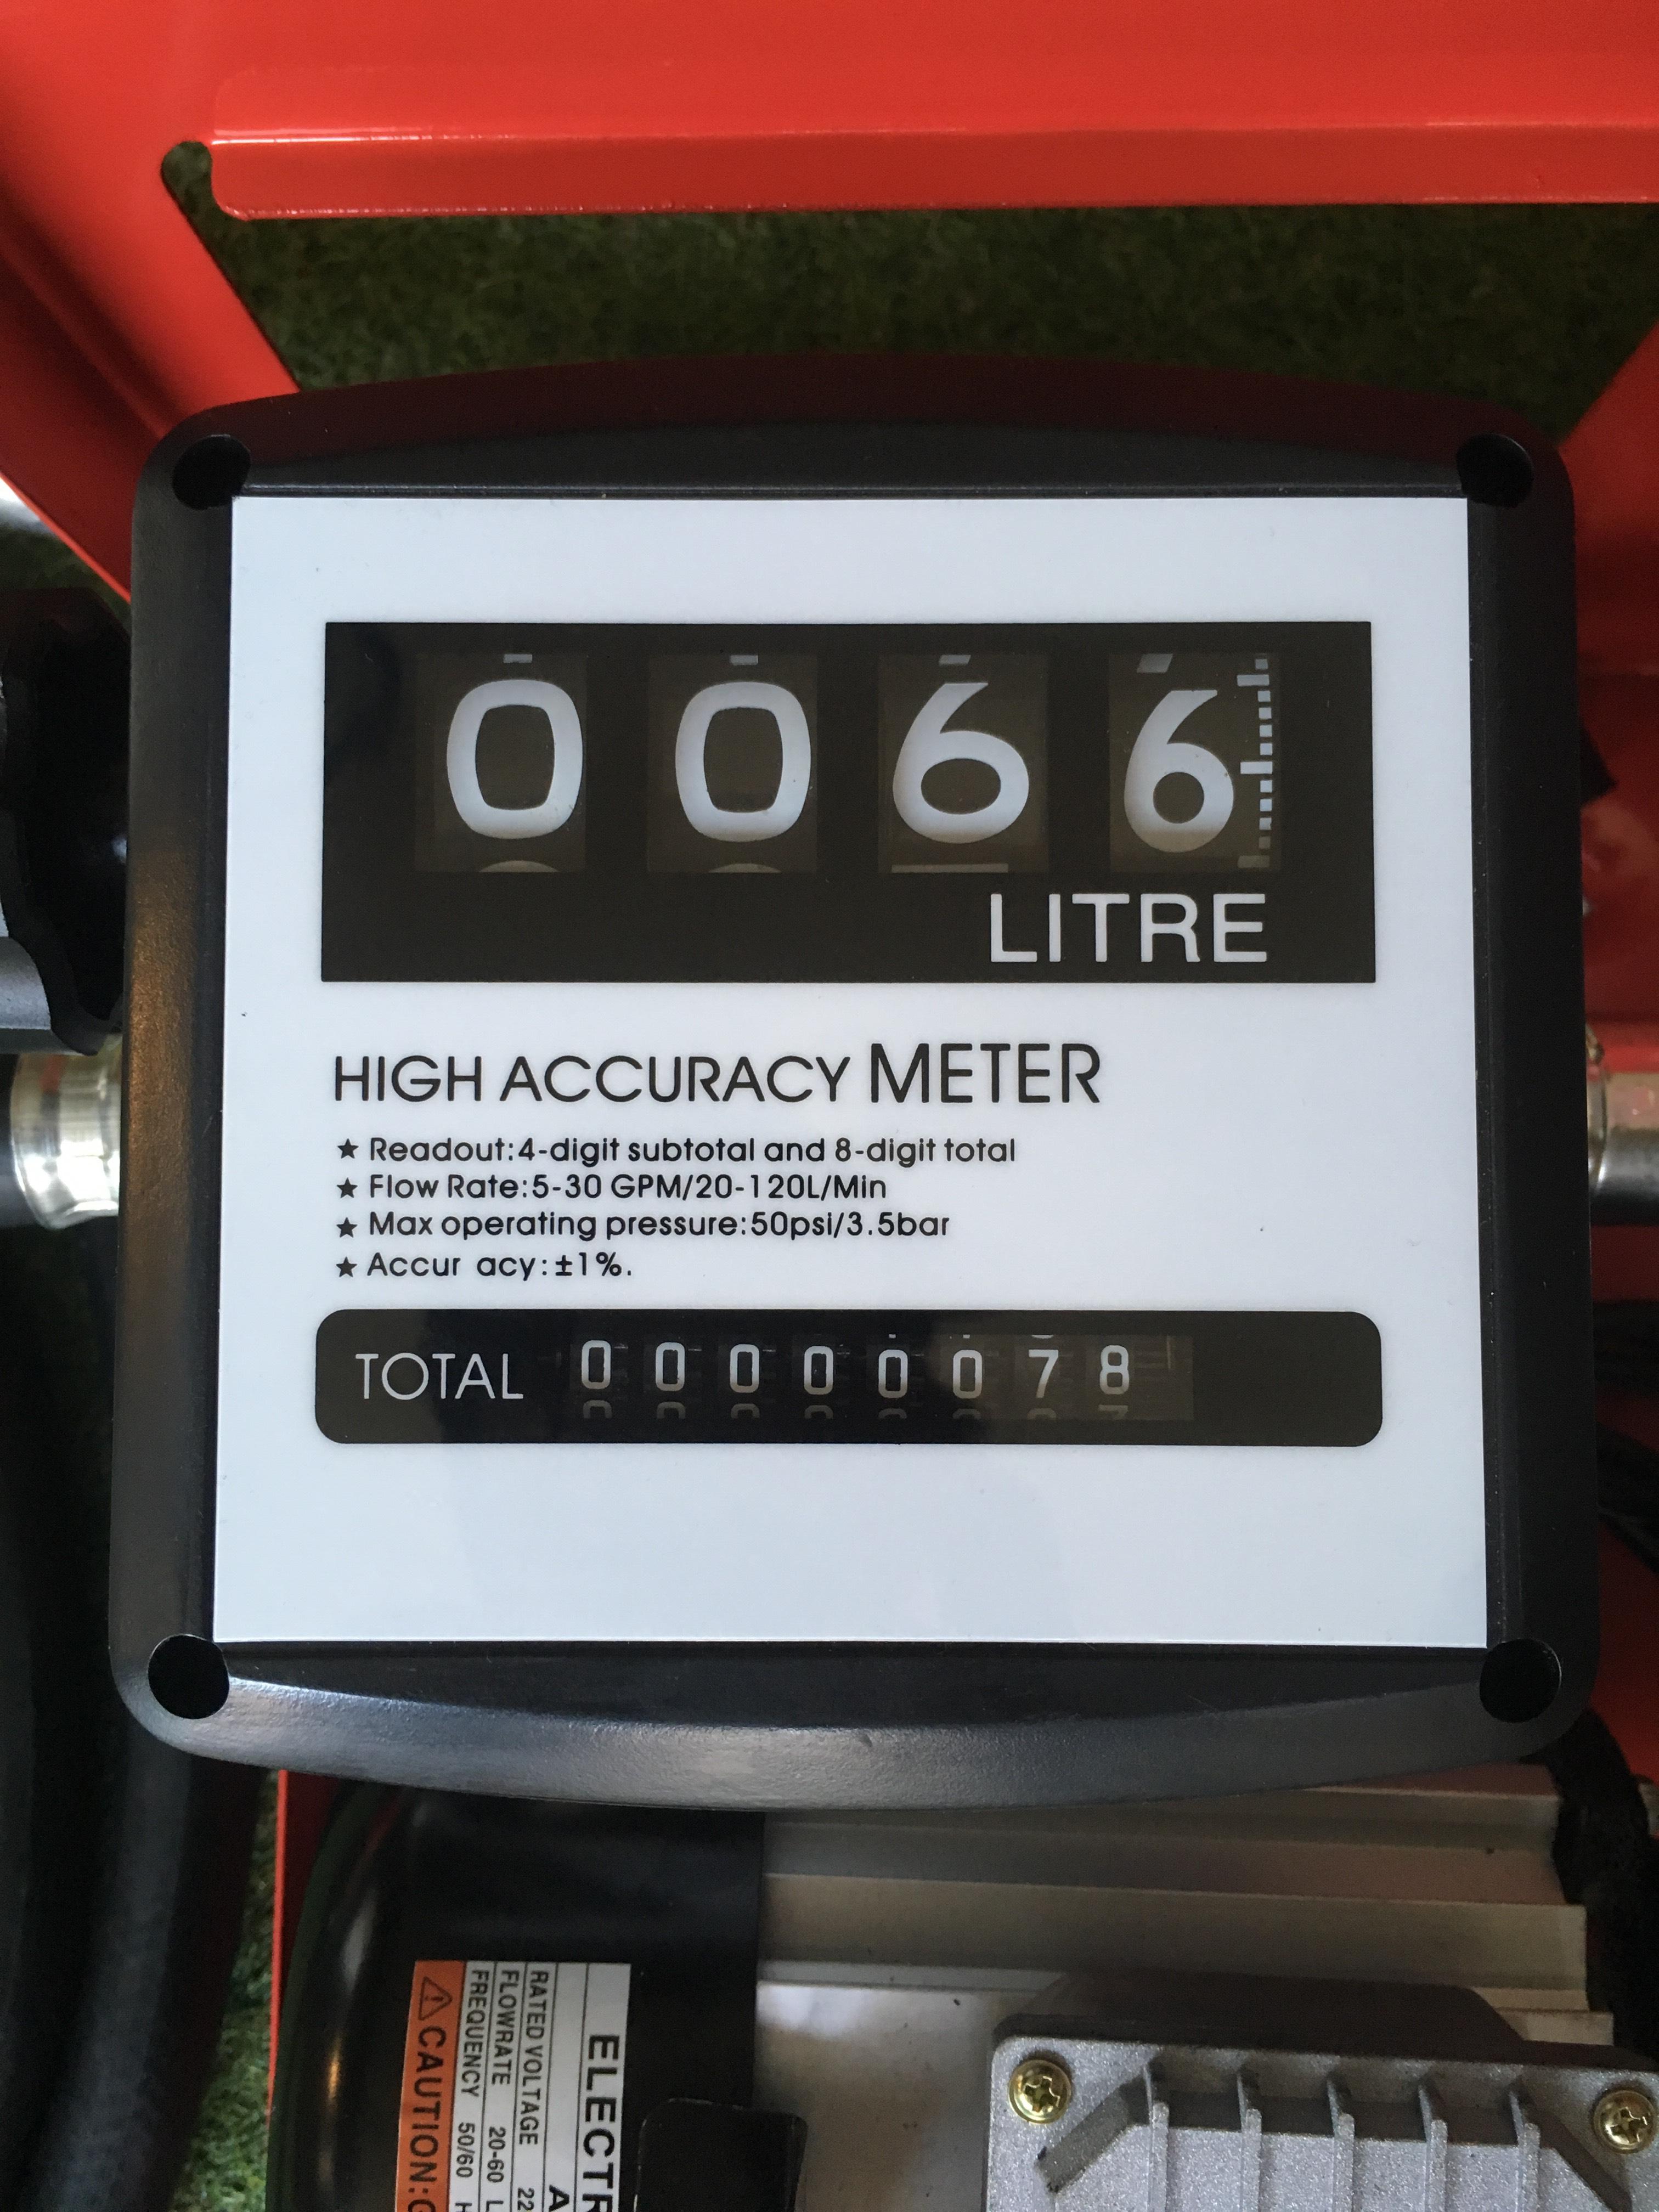 0066
LITRE
HIGH ACCURACY METER
★ Readout:4-digit subtotal and 8-digit total
★ Flow Rate:5-30 GPM/20-120L/Min
★ Max operating pressure:50psi/3.5bar
★ Accur acy:±1%.
TOTAL 00000078
ELECTR
RATED VOLTAGE 22
FLOWRATE 20-60 L
FREQUENCY 50/60 H
⚠CAUTION: